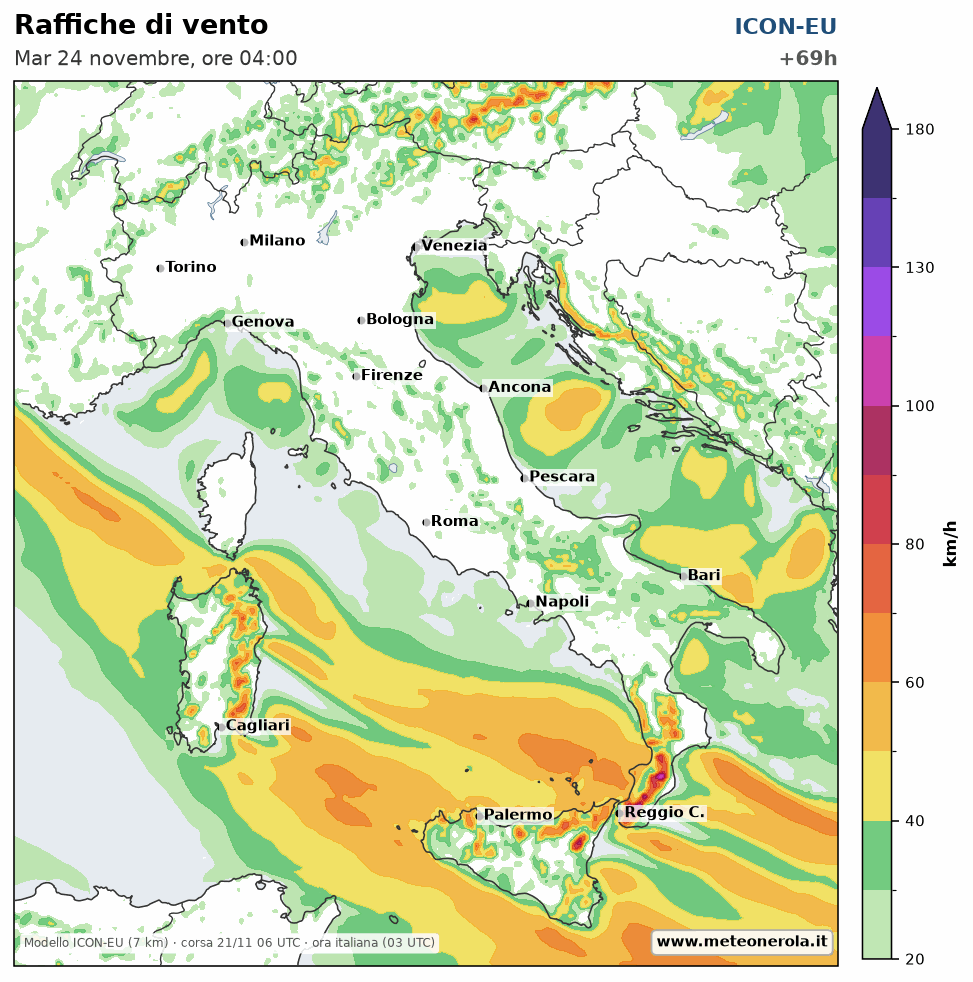 Raffiche di vento
ICON-EU
Mar 24 novembre, ore 04:00
+69h
180
130
100
80
60
40
20
km/h
Milano
Venezia
Torino
Genova
Bologna
Firenze
Ancona
Pescara
Roma
Bari
Napoli
Cagliari
Palermo
Reggio C.
Modello ICON-EU (7 km) · corsa 21/11 06 UTC · ora italiana (03 UTC)
www.meteonerola.it